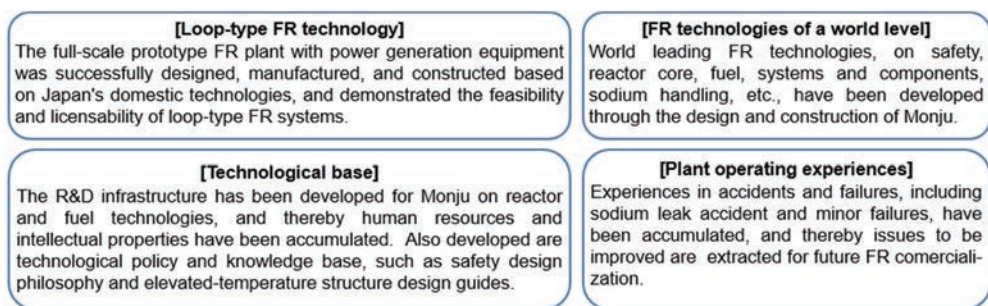 [Loop-type FR technology]
The full-scale prototype FR plant with power generation equipment
was successfully designed, manufactured, and constructed based
on Japan's domestic technologies, and demonstrated the feasibility
and licensability of loop-type FR systems.
[FR technologies of a world level]
World leading FR technologies, on safety,
reactor core, fuel, systems and components,
sodium handling, etc., have been developed
through the design and construction of Monju.
[Technological base]
The R&D infrastructure has been developed for Monju on reactor
and fuel technologies, and thereby human resources and
intellectual properties have been accumulated. Also developed are
technological policy and knowledge base, such as safety design
philosophy and elevated-temperature structure design guides.
[Plant operating experiences]
Experiences in accidents and failures, including
sodium leak accident and minor failures, have
been accumulated, and thereby issues to be
improved are extracted for future FR comerciali-
zation.